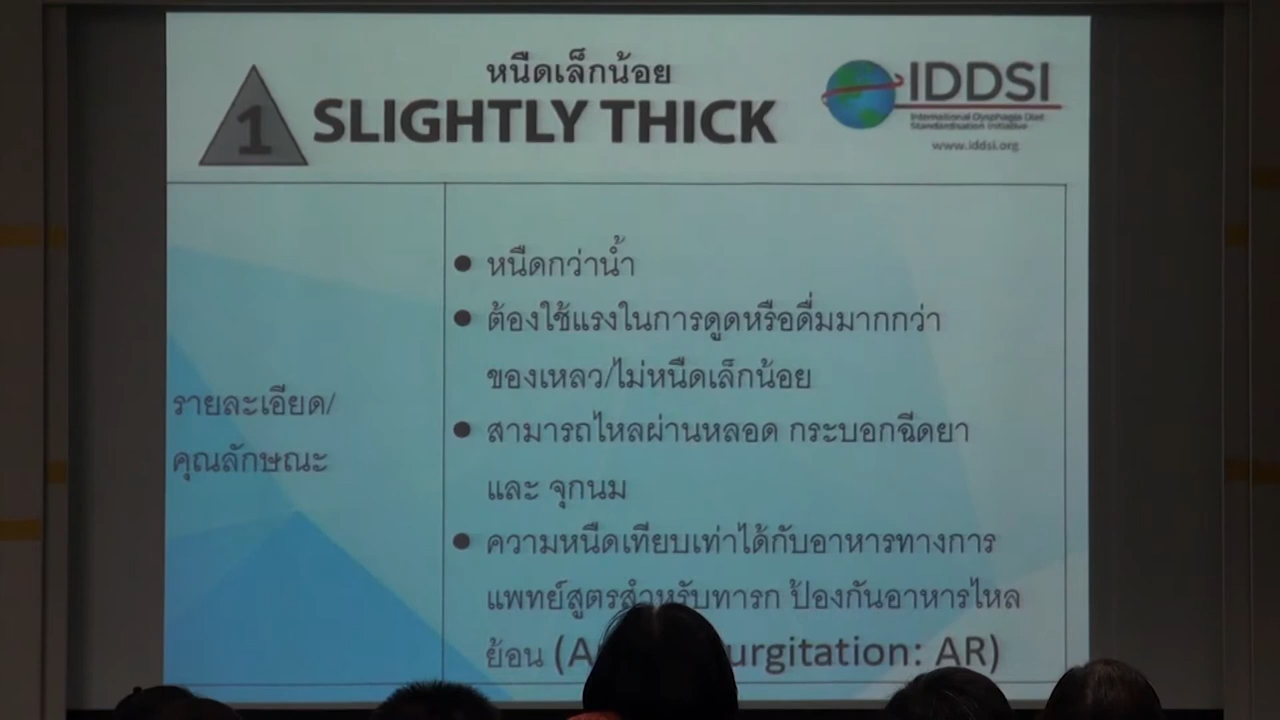 หนืดเล็กน้อย
1 SLIGHTLY THICK
IDDSI
International Dysphagia Diet
Standardisation Initiative
www.iddsi.org
รายละเอียด/
คุณลักษณะ
● หนืดกว่าน้ำ
● ต้องใช้แรงในการดูดหรือดื่มมากกว่า
ของเหลว/ไม่หนืดเล็กน้อย
● สามารถไหลผ่านหลอด กระบอกฉีดยา
และ จุกนม
● ความหนืดเทียบเท่าได้กับอาหารทางการ
แพทย์สูตรสำหรับทารก ป้องกันอาหารไหล
ย้อน (A urgitation: AR)